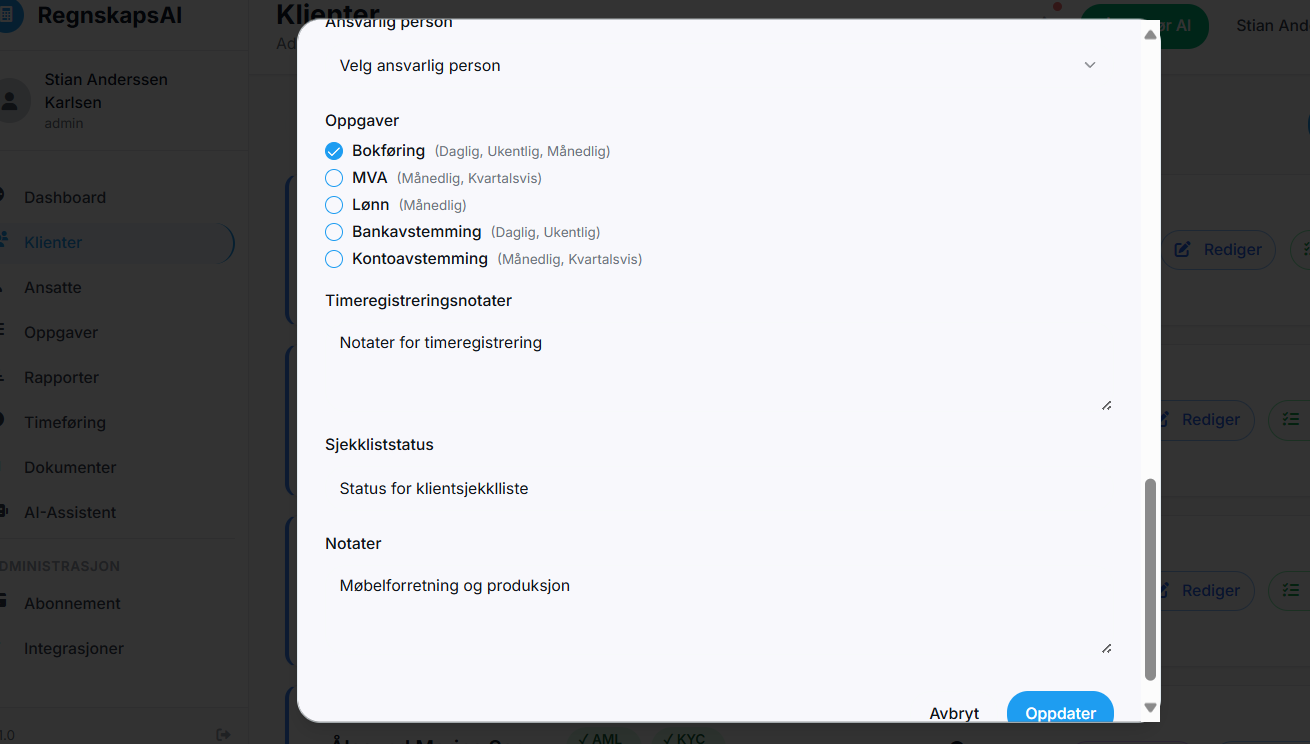 RegnskapsAI
Stian Anderssen
Karlsen
admin
Dashboard
Klienter
Ansatte
Oppgaver
Rapporter
Timeføring
Dokumenter
AI-Assistent
Abonnement
Integrasjoner
Klienter
AI
Stian
Ansvarlig person
Velg ansvarlig person
Oppgaver
Bokføring (Daglig, Ukentlig, Månedlig)
MVA (Månedlig, Kvartalsvis)
Lønn (Månedlig)
Bankavstemming (Daglig, Ukentlig)
Kontoavstemming (Månedlig, Kvartalsvis)
Timeregistreringsnotater
Notater for timeregistrering
Sjekkliststatus
Status for klientsjekklliste
Notater
Møbelforretning og produksjon
Avbryt
Oppdater
Rediger
Rediger
Rediger
AML
KYC